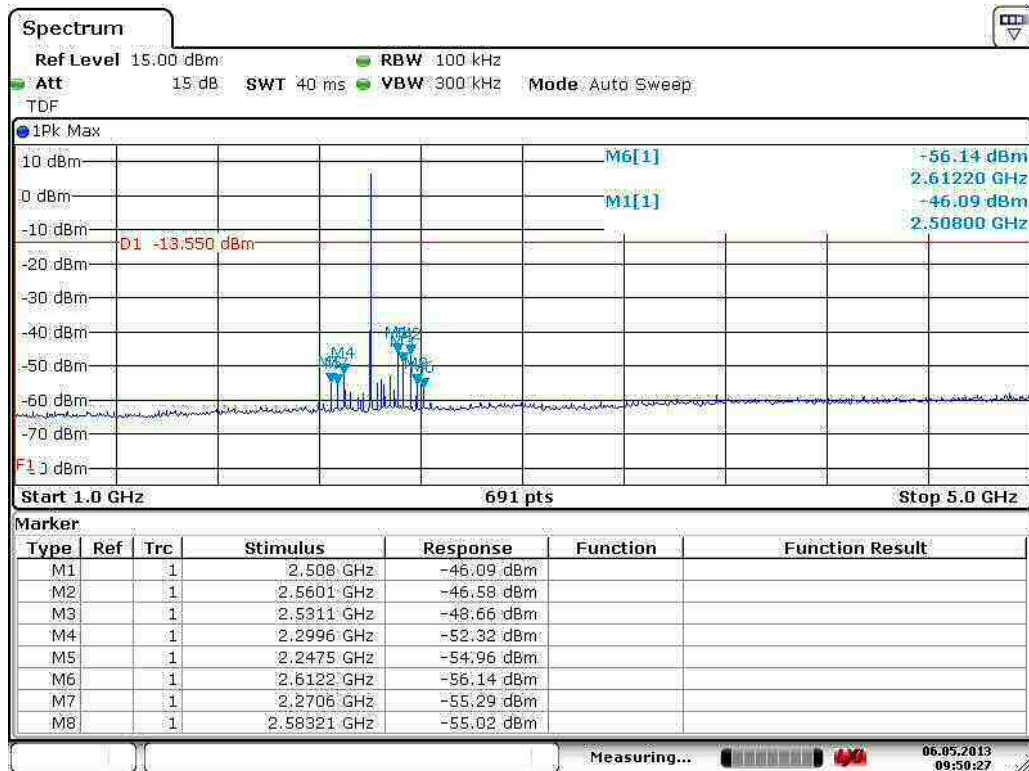 Spectrum
Ref Level 15.00 dBm RBW 100 kHz
Att 15 dB SWT 40 ms VBW 300 kHz Mode Auto Sweep
TDF
1Pk Max
M6[1] -56.14 dBm
2.61220 GHz
M1[1] -46.09 dBm
2.50800 GHz
10 dBm
0 dBm
-10 dBm
D1 -13.550 dBm
-20 dBm
-30 dBm
-40 dBm
-50 dBm
M4
-60 dBm
-70 dBm
F1
dBm
Start 1.0 GHz 691 pts Stop 5.0 GHz
Marker
Type Ref Trc Stimulus Response Function Function Result
M1 1 2.508 GHz -46.09 dBm
M2 1 2.5601 GHz -46.58 dBm
M3 1 2.5311 GHz -48.66 dBm
M4 1 2.2996 GHz -52.32 dBm
M5 1 2.2475 GHz -54.96 dBm
M6 1 2.6122 GHz -56.14 dBm
M7 1 2.2706 GHz -55.29 dBm
M8 1 2.58321 GHz -55.02 dBm
Measuring... 06.05.2013
09:50:27